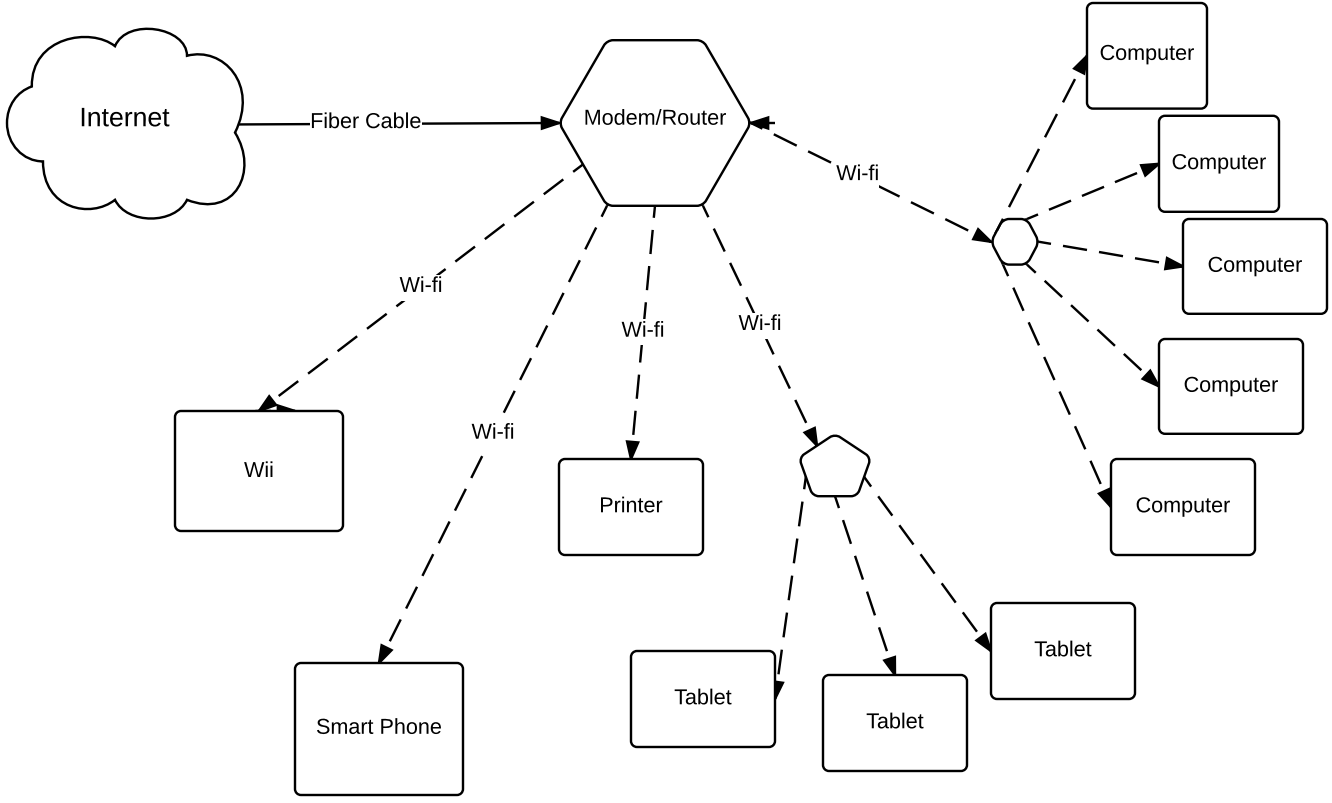 Computer
Internet
Fiber Cable
Modem/Router
Wi-fi
Computer
Computer
Wi-fi
Wi-fi
Wi-fi
Computer
Wi-fi
Wii
Printer
Computer
Tablet
Tablet
Tablet
Smart Phone